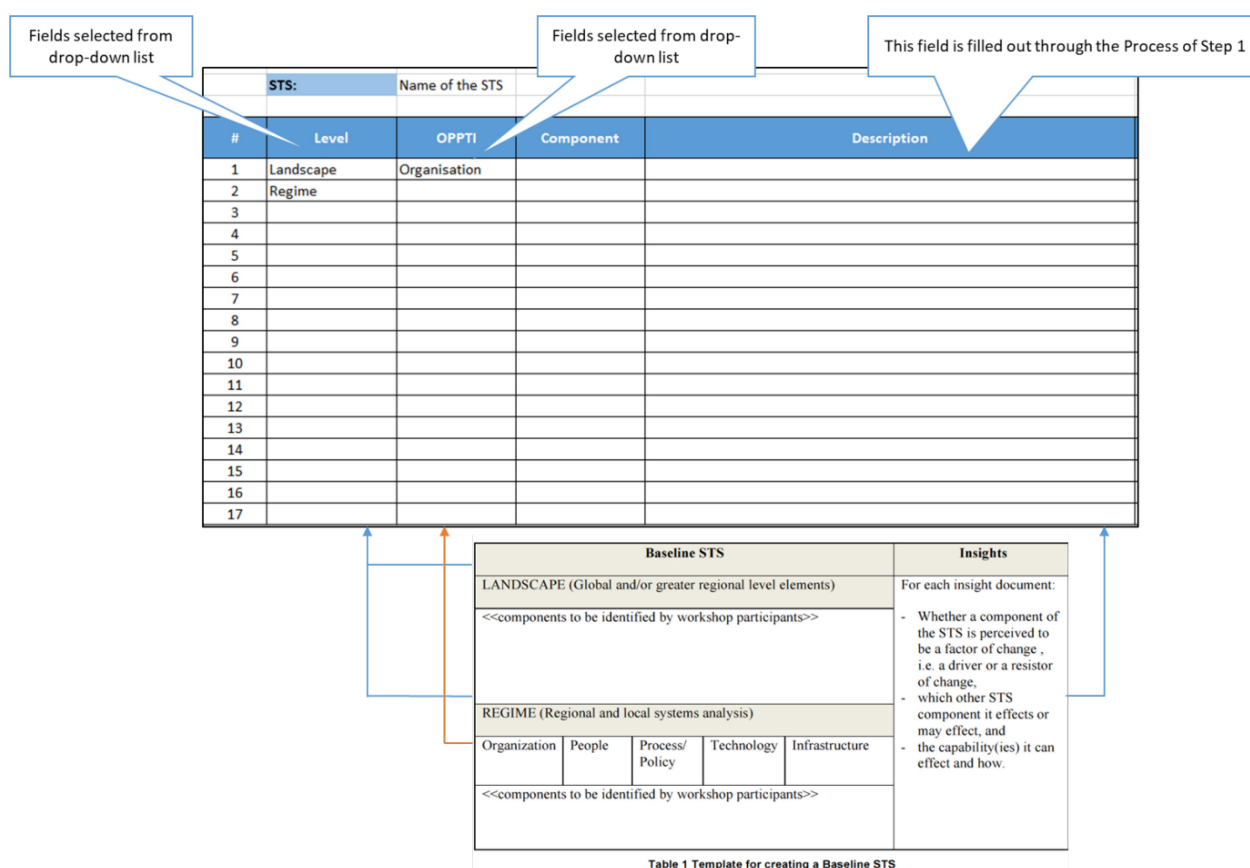 Fields selected from
drop-down list
Fields selected from drop-
down list
This field is filled out through the Process of Step 1
STS: Name of the STS
# Level OPPTI Component Description
1 Landscape Organisation
2 Regime
3
4
5
6
7
8
9
10
11
12
13
14
15
16
17
Baseline STS
LANDSCAPE (Global and/or greater regional level elements)
<<components to be identified by workshop participants>>
REGIME (Regional and local systems analysis)
Organization People Process/ Technology Infrastructure
Policy
<<components to be identified by workshop participants>>
Insights
For each insight document:
- Whether a component of
the STS is perceived to
be a factor of change ,
i.e. a driver or a resistor
of change,
- which other STS
component it effects or
may effect, and
- the capability(ies) it can
effect and how.
Table 1 Template for creating a Baseline STS